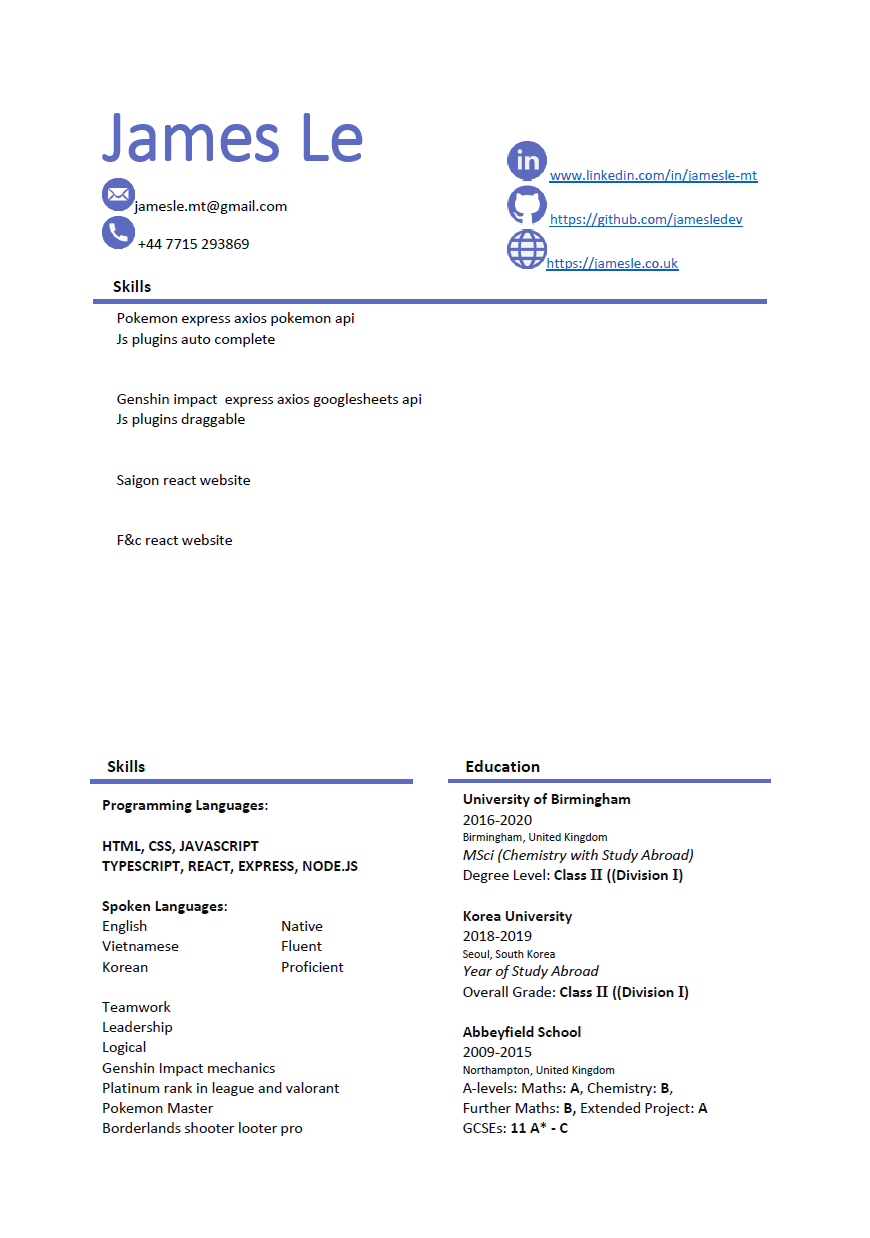 James Le
jamesle.mt@gmail.com
+44 7715 293869
in
www.linkedin.com/in/jamesle-mt
https://github.com/jamesledev
https://jamesle.co.uk
Skills
Pokemon express axios pokemon api
Js plugins auto complete
Genshin impact  express axios googlesheets api
Js plugins draggable
Saigon react website
F&c react website
Skills
Programming Languages:
HTML, CSS, JAVASCRIPT
TYPESCRIPT, REACT, EXPRESS, NODE.JS
Spoken Languages:
English Native
Vietnamese Fluent
Korean Proficient
Teamwork
Leadership
Logical
Genshin Impact mechanics
Platinum rank in league and valorant
Pokemon Master
Borderlands shooter looter pro
Education
University of Birmingham
2016-2020
Birmingham, United Kingdom
MSci (Chemistry with Study Abroad)
Degree Level: Class II ((Division I)
Korea University
2018-2019
Seoul, South Korea
Year of Study Abroad
Overall Grade: Class II ((Division I)
Abbeyfield School
2009-2015
Northampton, United Kingdom
A-levels: Maths: A, Chemistry: B,
Further Maths: B, Extended Project: A
GCSEs: 11 A* - C